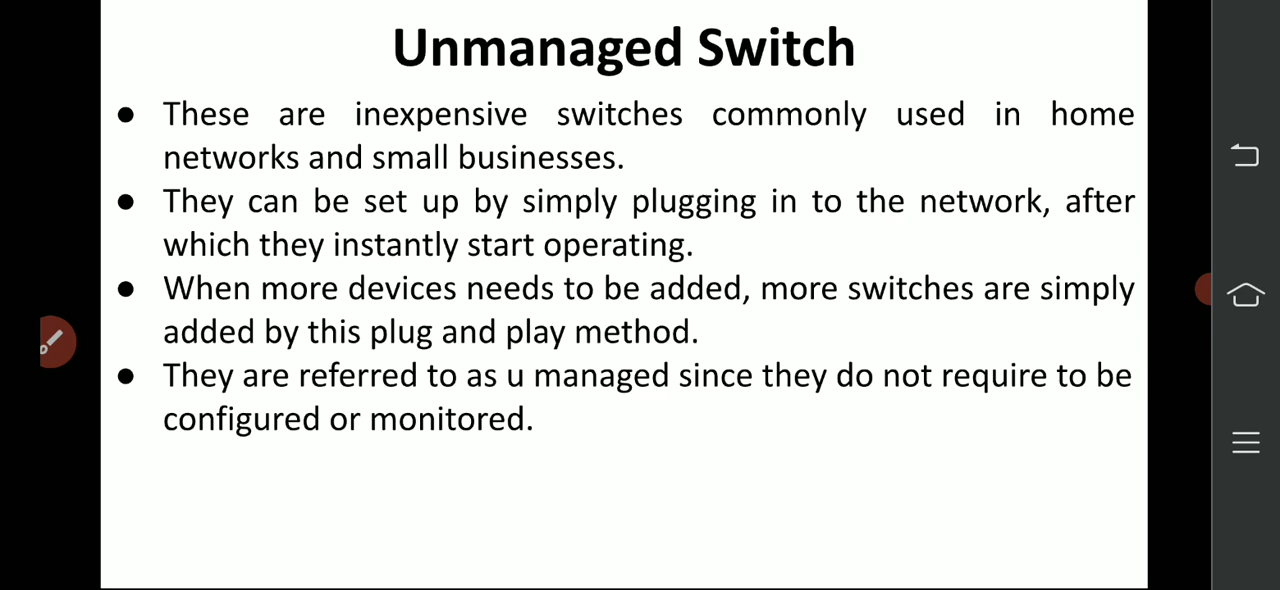 Unmanaged Switch
● These are inexpensive switches commonly used in home
networks and small businesses.
● They can be set up by simply plugging in to the network, after
which they instantly start operating.
● When more devices needs to be added, more switches are simply
added by this plug and play method.
● They are referred to as u managed since they do not require to be
configured or monitored.